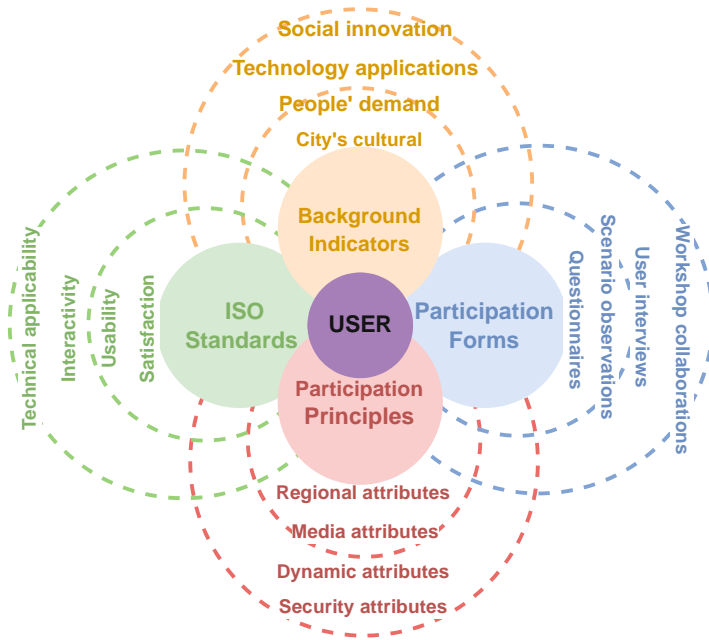 Social innovation
Technology applications
People' demand
City's cultural
Background
Indicators
Technical applicability
Interactivity
Usability
Satisfaction
ISO
Standards
USER
Participation
Forms
Questionnaires
Scenario observations
User interviews
Workshop collaborations
Participation
Principles
Regional attributes
Media attributes
Dynamic attributes
Security attributes